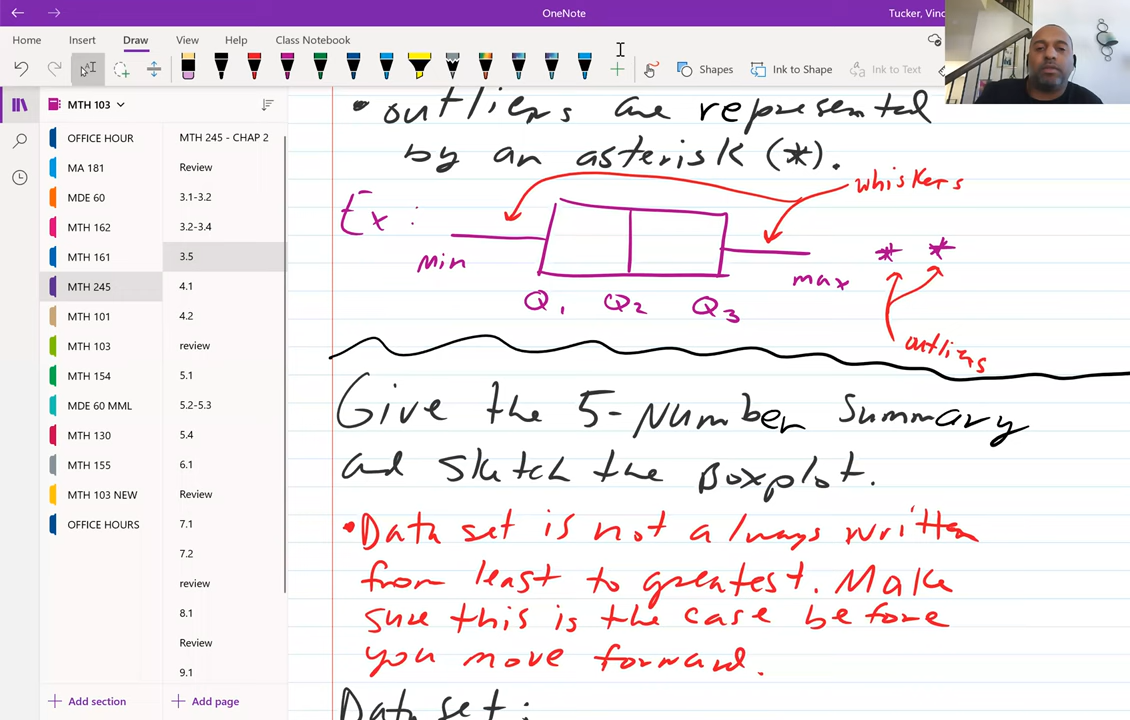 OneNote
Tucker, Vinc
Home
Insert
Draw
View
Help
Class Notebook
Shapes
Ink to Shape
Ink to Text
MTH 103
OFFICE HOUR
MA 181
MDE 60
MTH 162
MTH 161
MTH 245
MTH 101
MTH 103
MTH 154
MDE 60 MML
MTH 130
MTH 155
MTH 103 NEW
OFFICE HOURS
Add section
MTH 245 - CHAP 2
Review
3.1-3.2
3.2-3.4
3.5
4.1
4.2
review
5.1
5.2-5.3
5.4
6.1
Review
7.1
7.2
review
8.1
Review
9.1
Add page
• outliers are represented
by an asterisk (*).
whiskers
Ex:
min
max
* *
Q1 Q2 Q3
outliers
Give the 5-Number Summary
and sketch the Boxplot.
• Data set is not always written
from least to greatest. Make
sure this is the case before
you move forward.
Data set: